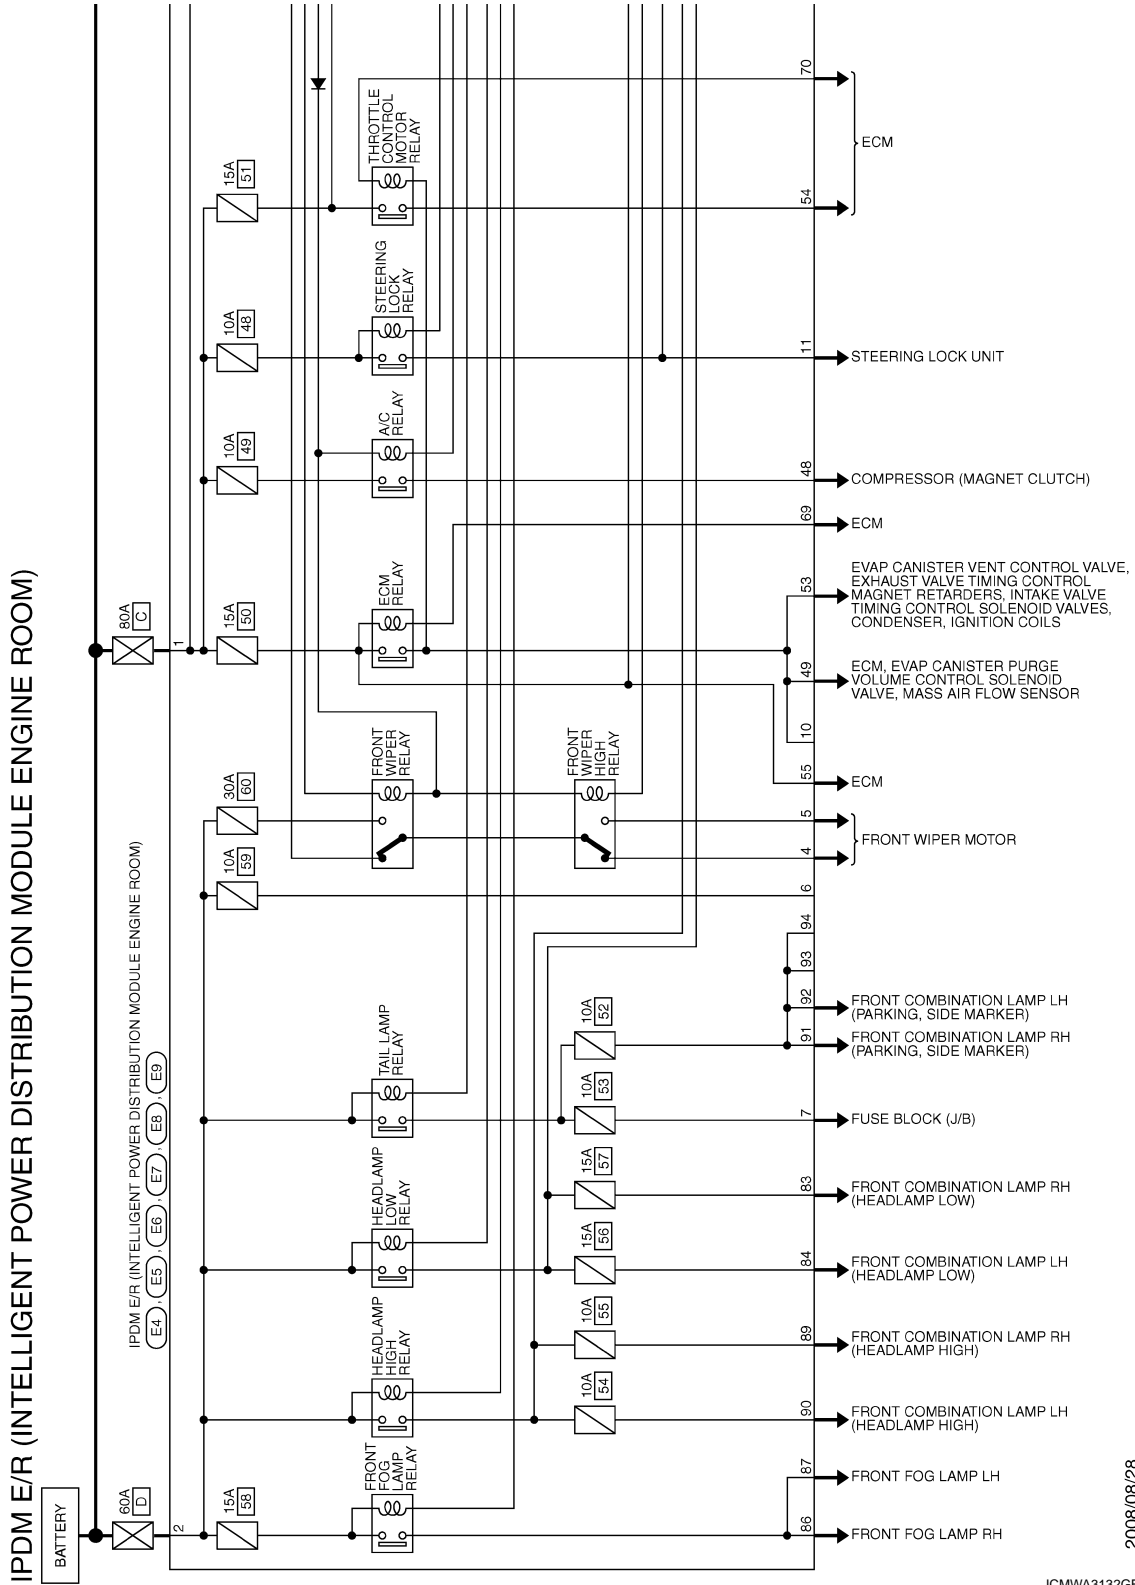 IPDM E/R (INTELLIGENT POWER DISTRIBUTION MODULE ENGINE ROOM)
BATTERY
60A
D
80A
C
IPDM E/R (INTELLIGENT POWER DISTRIBUTION MODULE ENGINE ROOM)
E4 , E5 , E6 , E7 , E8 , E9
2
1
15A
51
THROTTLE
CONTROL
MOTOR
RELAY
70
54
ECM
10A
48
STEERING
LOCK
RELAY
11
STEERING LOCK UNIT
10A
49
A/C
RELAY
48
COMPRESSOR (MAGNET CLUTCH)
69
ECM
15A
50
ECM
RELAY
53
EVAP CANISTER VENT CONTROL VALVE,
EXHAUST VALVE TIMING CONTROL
MAGNET RETARDERS, INTAKE VALVE
TIMING CONTROL SOLENOID VALVES,
CONDENSER, IGNITION COILS
49
ECM, EVAP CANISTER PURGE
VOLUME CONTROL SOLENOID
VALVE, MASS AIR FLOW SENSOR
10
55
ECM
30A
60
FRONT
WIPER
RELAY
FRONT
WIPER
HIGH
RELAY
5
4
FRONT WIPER MOTOR
10A
59
6
94
93
92
FRONT COMBINATION LAMP LH
(PARKING, SIDE MARKER)
91
FRONT COMBINATION LAMP RH
(PARKING, SIDE MARKER)
10A
52
TAIL LAMP
RELAY
10A
53
7
FUSE BLOCK (J/B)
15A
57
83
FRONT COMBINATION LAMP RH
(HEADLAMP LOW)
HEADLAMP
LOW
RELAY
15A
56
84
FRONT COMBINATION LAMP LH
(HEADLAMP LOW)
10A
55
89
FRONT COMBINATION LAMP RH
(HEADLAMP HIGH)
HEADLAMP
HIGH
RELAY
10A
54
90
FRONT COMBINATION LAMP LH
(HEADLAMP HIGH)
15A
58
FRONT
FOG
LAMP
RELAY
87
FRONT FOG LAMP LH
86
FRONT FOG LAMP RH
2008/08/28